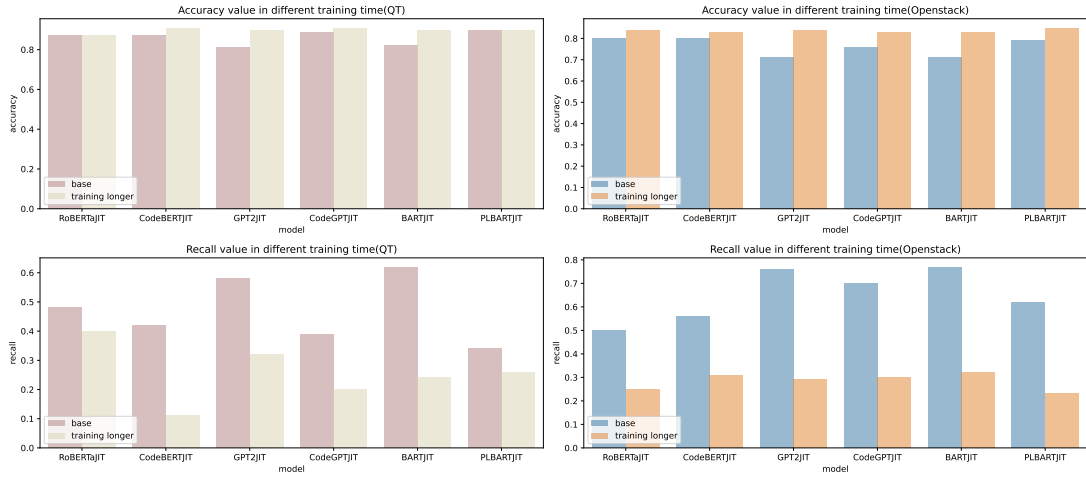 Accuracy value in different training time(QT)
accuracy
0.8
0.6
0.4
0.2
0.0
base
training longer
RoBERTaJIT CodeBERTJIT GPT2JIT CodeGPTJIT BARTJIT PLBARTJIT
model
Accuracy value in different training time(Openstack)
accuracy
0.8
0.7
0.6
0.5
0.4
0.3
0.2
0.1
0.0
base
training longer
RoBERTaJIT CodeBERTJIT GPT2JIT CodeGPTJIT BARTJIT PLBARTJIT
model
Recall value in different training time(QT)
recall
0.6
0.5
0.4
0.3
0.2
0.1
0.0
base
training longer
RoBERTaJIT CodeBERTJIT GPT2JIT CodeGPTJIT BARTJIT PLBARTJIT
model
Recall value in different training time(Openstack)
recall
0.8
0.7
0.6
0.5
0.4
0.3
0.2
0.1
0.0
base
training longer
RoBERTaJIT CodeBERTJIT GPT2JIT CodeGPTJIT BARTJIT PLBARTJIT
model